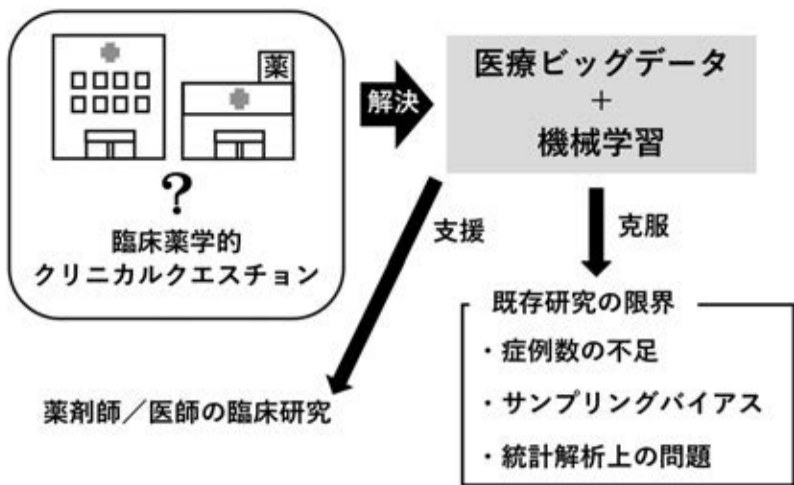 薬
?
臨床薬学的
クリニカルクエスチョン
解決
医療ビッグデータ
+
機械学習
支援
克服
薬剤師／医師の臨床研究
既存研究の限界
・症例数の不足
・サンプリングバイアス
・統計解析上の問題